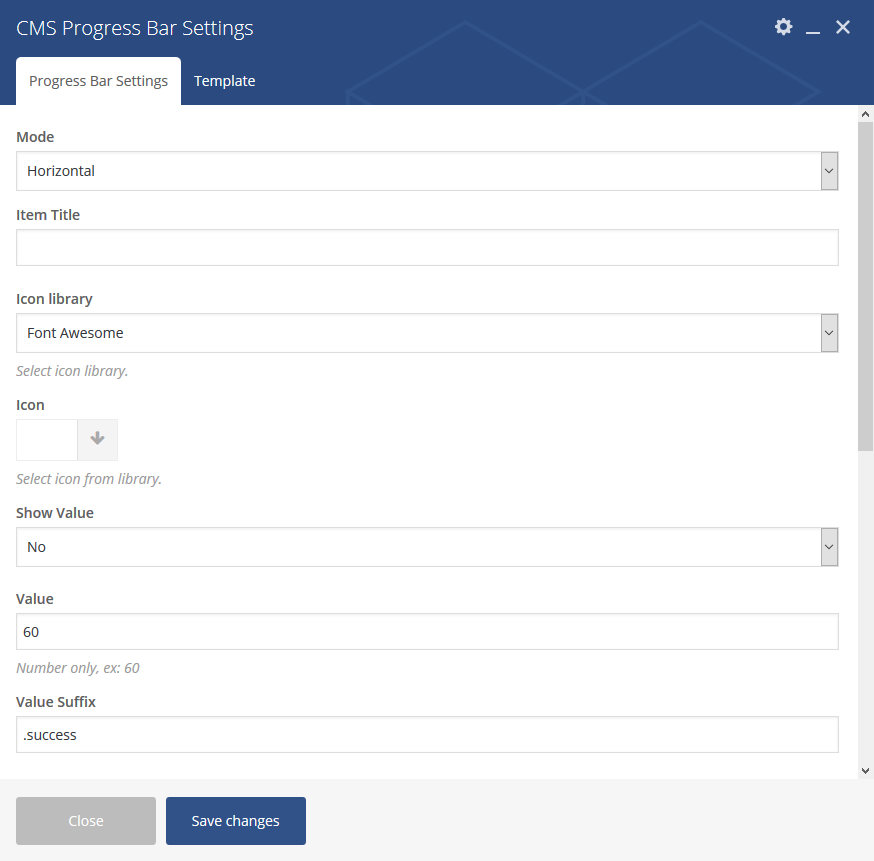 CMS Progress Bar Settings
Progress Bar Settings Template
Mode
Horizontal
Item Title
Icon library
Font Awesome
Select icon library.
Icon
Select icon from library.
Show Value
No
Value
60
Number only, ex: 60
Value Suffix
.success
Close Save changes